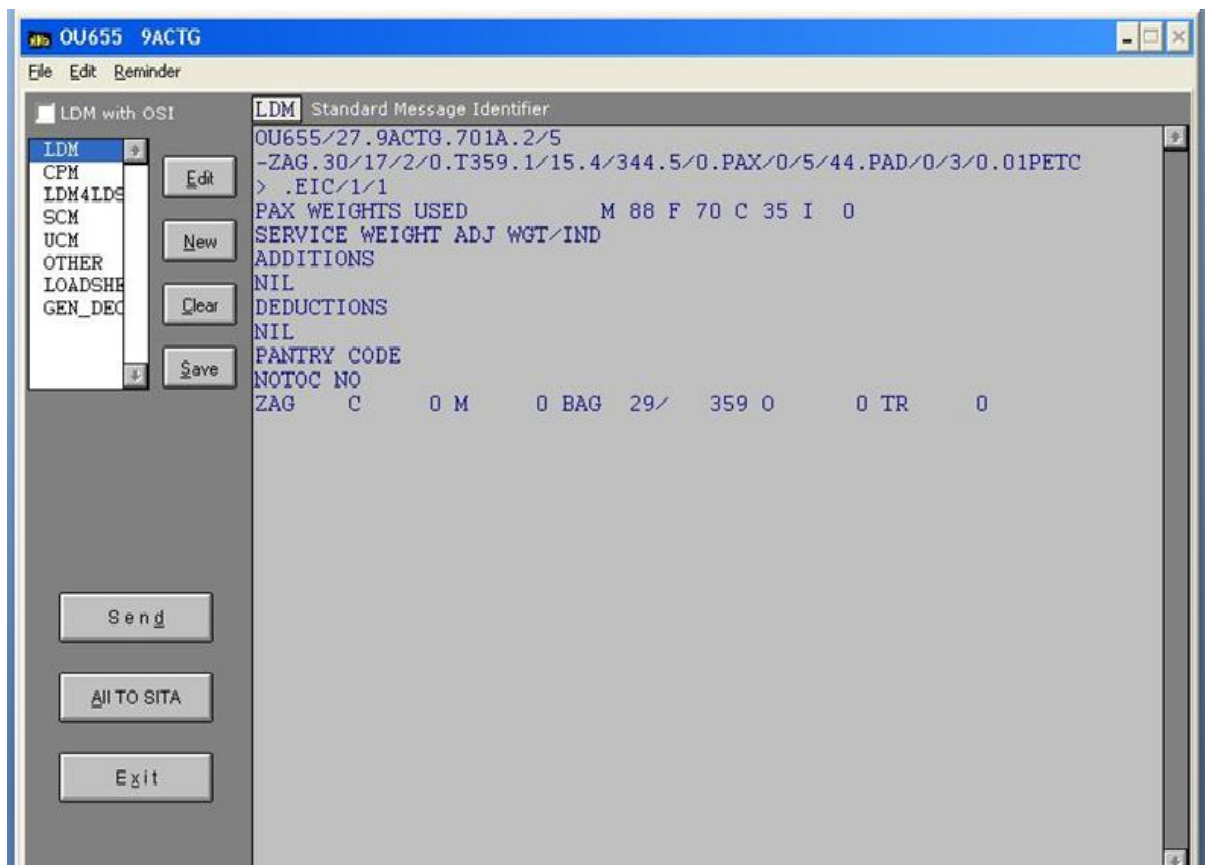 OU655 9ACTG
File Edit Reminder
LDM with OSI
LDM Standard Message Identifier
LDM
CPM
LDM4LDS
SCM
UCM
OTHER
LOADSHE
GEN_DEC
Edit
New
Clear
Save
Send
All TO SITA
Exit
OU655/27.9ACTG.701A.2/5
-ZAG.30/17/2/0.T359.1/15.4/344.5/0.PAX/0/5/44.PAD/0/3/0.01PETC
> .EIC/1/1
PAX WEIGHTS USED M 88 F 70 C 35 I 0
SERVICE WEIGHT ADJ WGT/IND
ADDITIONS
NIL
DEDUCTIONS
NIL
PANTRY CODE
NOTOC NO
ZAG C 0 M 0 BAG 29/ 359 O 0 TR 0